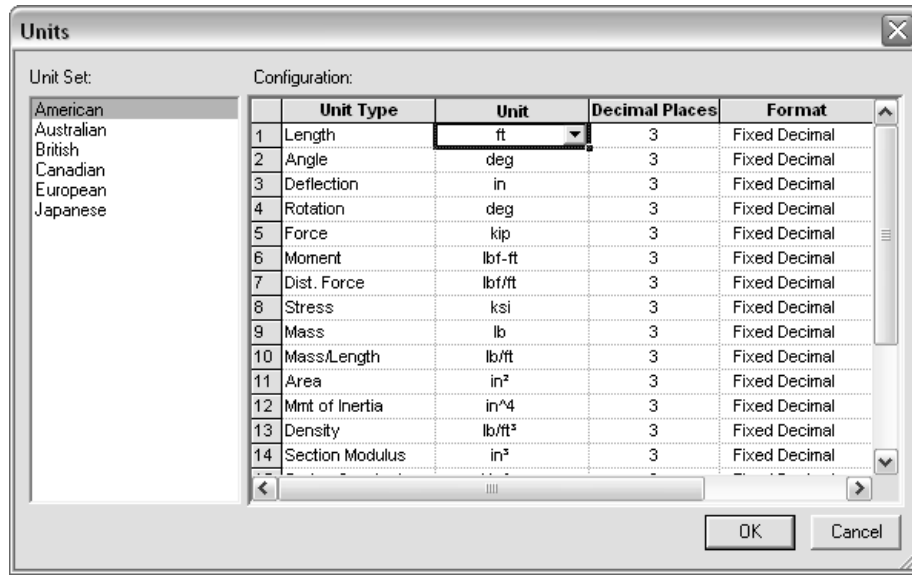 Units
Unit Set:
Configuration:
American
Australian
British
Canadian
European
Japanese
Unit Type Unit Decimal Places Format
1 Length ft 3 Fixed Decimal
2 Angle deg 3 Fixed Decimal
3 Deflection in 3 Fixed Decimal
4 Rotation deg 3 Fixed Decimal
5 Force kip 3 Fixed Decimal
6 Moment lbf-ft 3 Fixed Decimal
7 Dist. Force lbf/ft 3 Fixed Decimal
8 Stress ksi 3 Fixed Decimal
9 Mass lb 3 Fixed Decimal
10 Mass/Length lb/ft 3 Fixed Decimal
11 Area in² 3 Fixed Decimal
12 Mmt of Inertia in^4 3 Fixed Decimal
13 Density lb/ft³ 3 Fixed Decimal
14 Section Modulus in³ 3 Fixed Decimal
OK Cancel